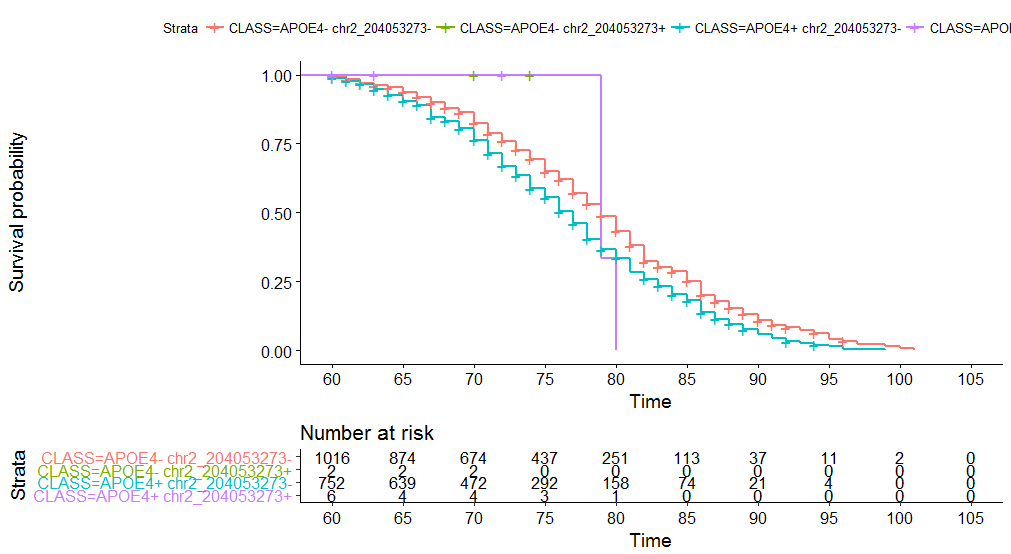 Strata CLASS=APOE4- chr2_204053273- CLASS=APOE4- chr2_204053273+ CLASS=APOE4+ chr2_204053273- CLASS=APOE
1.00
0.75
0.50
0.25
0.00
Survival probability
60 65 70 75 80 85 90 95 100 105
Time
Number at risk
Strata
CLASS=APOE4- chr2_204053273- 1016 874 674 437 251 113 37 11 2 0
CLASS=APOE4- chr2_204053273+ 2 2 2 0 0 0 0 0 0 0
CLASS=APOE4+ chr2_204053273- 752 639 472 292 158 74 21 4 0 0
CLASS=APOE4+ chr2_204053273+ 6 4 4 3 1 0 0 0 0 0
60 65 70 75 80 85 90 95 100 105
Time